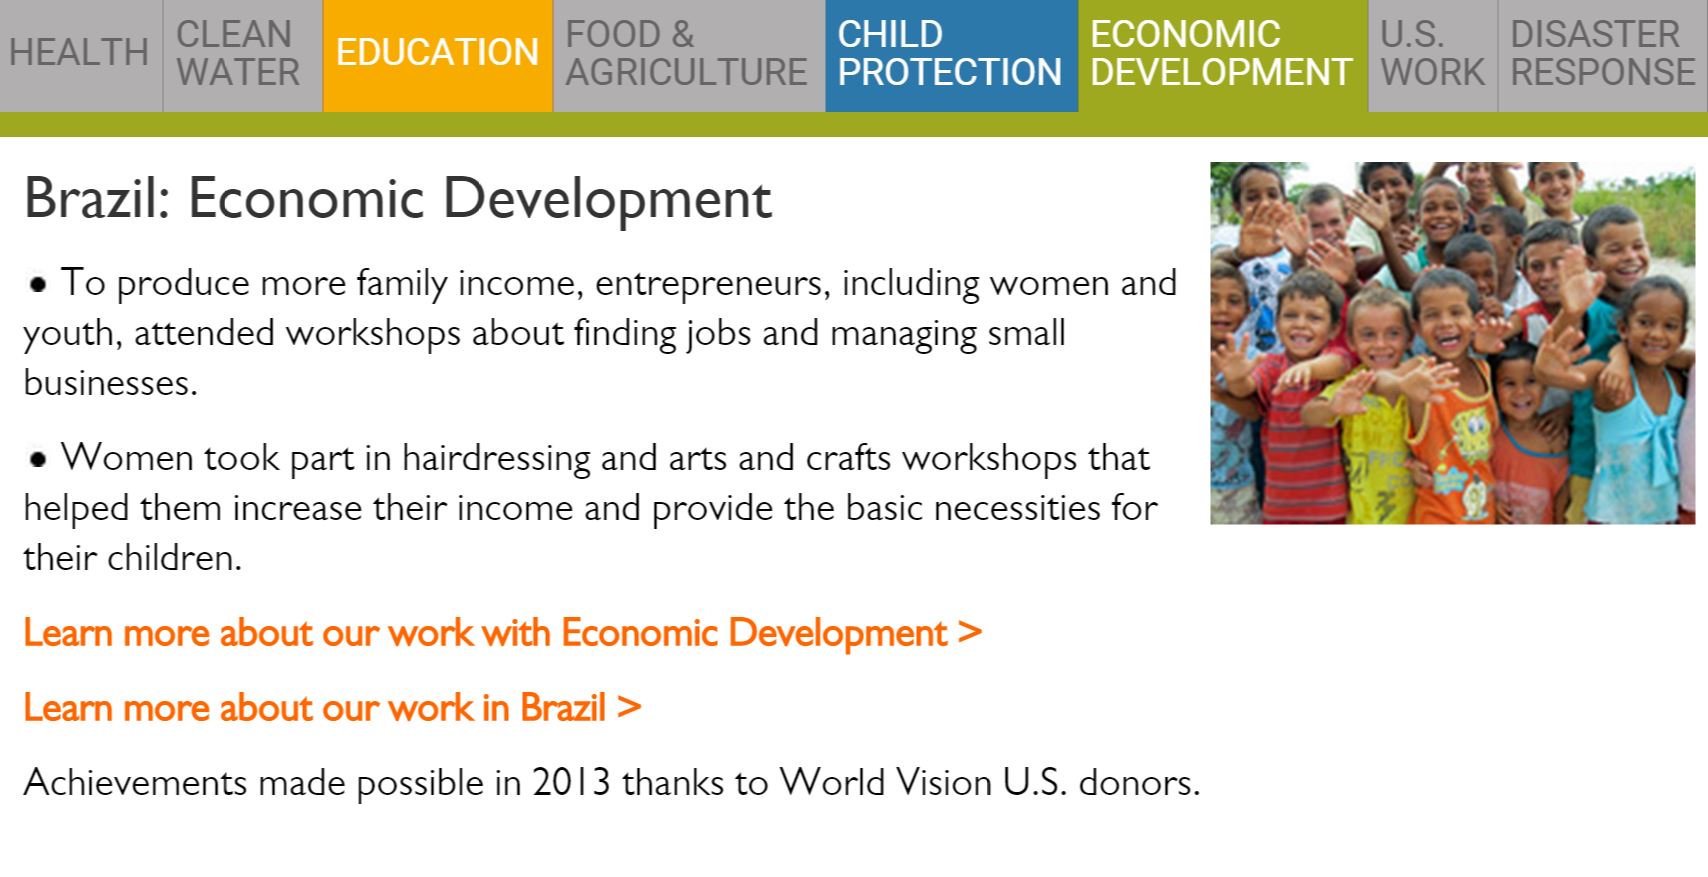 HEALTH
CLEAN
WATER
EDUCATION
FOOD &
AGRICULTURE
CHILD
PROTECTION
ECONOMIC
DEVELOPMENT
U.S.
WORK
DISASTER
RESPONSE
Brazil: Economic Development
• To produce more family income, entrepreneurs, including women and
youth, attended workshops about finding jobs and managing small
businesses.
• Women took part in hairdressing and arts and crafts workshops that
helped them increase their income and provide the basic necessities for
their children.
Learn more about our work with Economic Development >
Learn more about our work in Brazil >
Achievements made possible in 2013 thanks to World Vision U.S. donors.